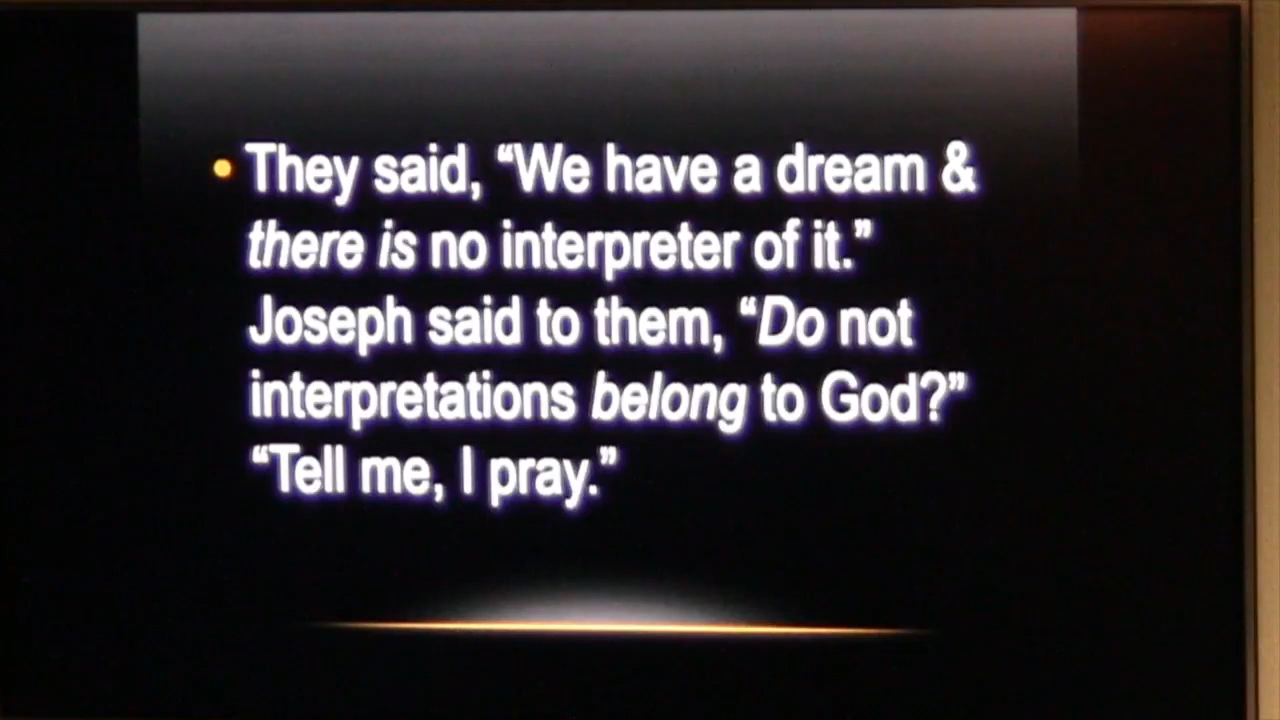 • They said, “We have a dream &
there is no interpreter of it.”
Joseph said to them, “Do not
interpretations belong to God?”
“Tell me, I pray.”